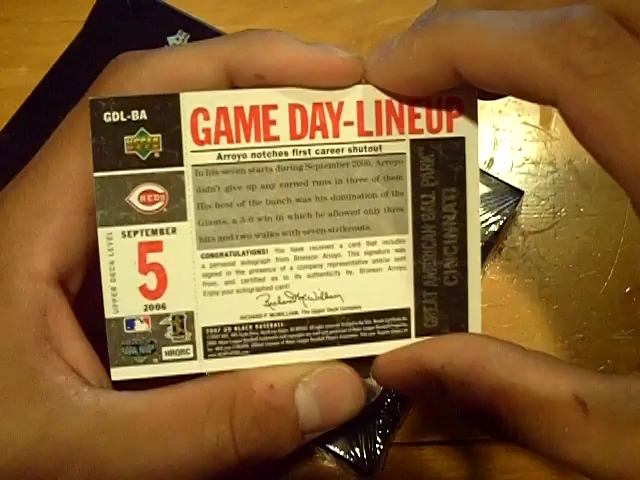 GDL-BA
UPPER DECK
REDS
UPPER DECK LEVEL
SEPTEMBER
5
2006
HRQRC
GAME DAY-LINEUP
Arroyo notches first career shutout
In his seven starts during September 2006, Arroyo
didn't give up any earned runs in three of them
His best of the bunch was his domination of the
Giants, a 3-0 win in which he allowed only three
hits and two walks with seven strikeouts.
CONGRATULATIONS! You have received a card that includes
a personal autograph from Bronson Arroyo. This signature was
signed in the presence of a company representative and/or sent
from, and certified as to its authenticity by, Bronson Arroyo.
Enjoy your autographed card!
RICHARD P. McWILLIAM, The Upper Deck Company
2007 UD BLACK BASEBALL
GREAT AMERICAN BALL PARK
CINCINNATI